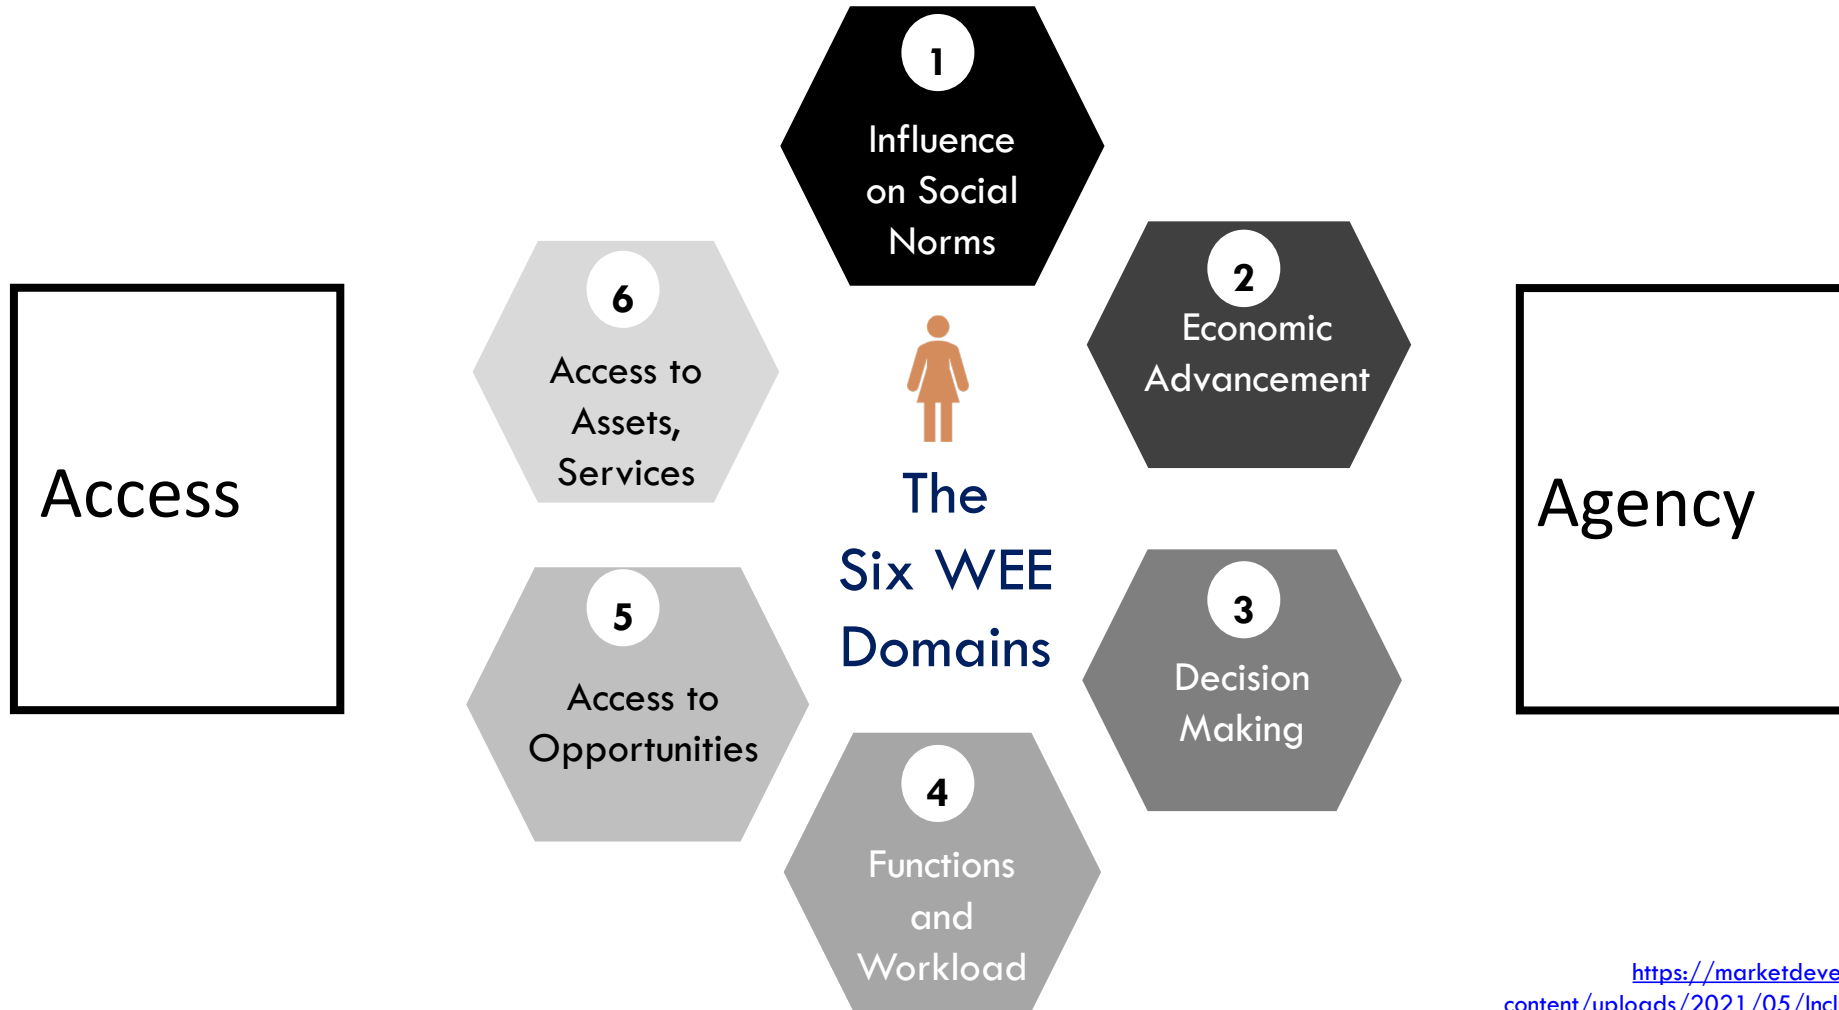 1
Influence
on Social
Norms
2
Economic
Advancement
6
Access to
Assets,
Services
Access
The
Six WEE
Domains
Agency
3
Decision
Making
5
Access to
Opportunities
4
Functions
and
Workload
https://marketdeve
content/uploads/2021/05/Incl